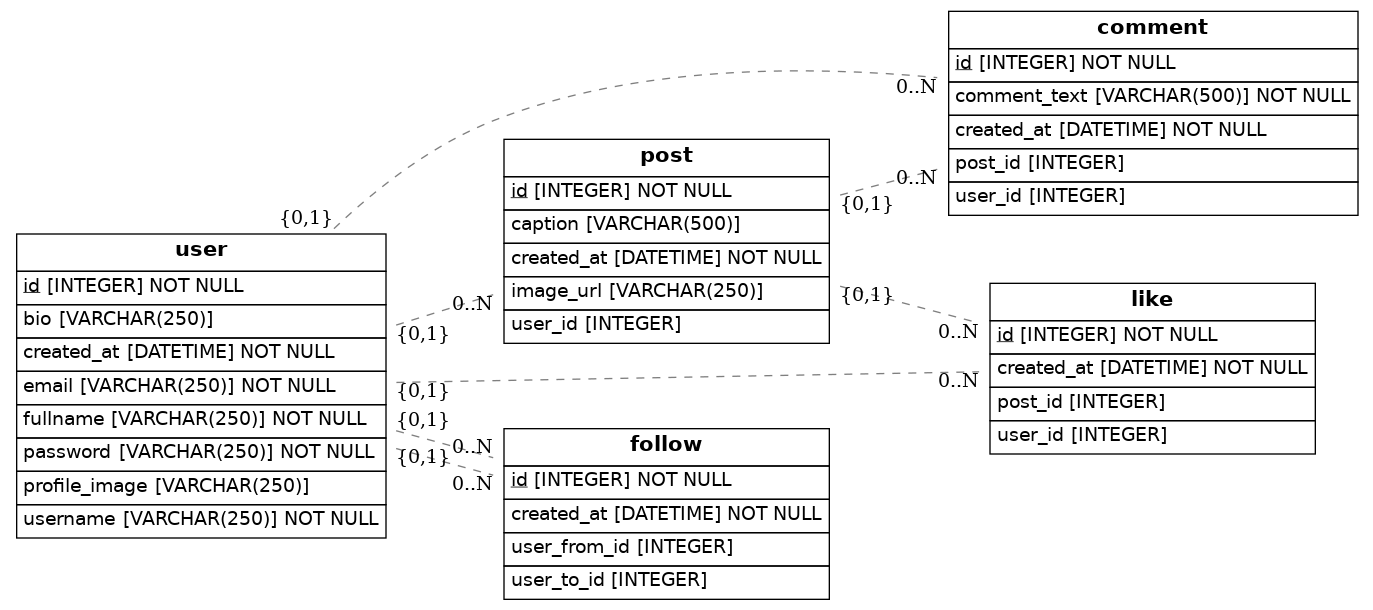 comment
id [INTEGER] NOT NULL
comment_text [VARCHAR(500)] NOT NULL
created_at [DATETIME] NOT NULL
post_id [INTEGER]
user_id [INTEGER]
0..N
0..N
post
id [INTEGER] NOT NULL
caption [VARCHAR(500)]
created_at [DATETIME] NOT NULL
image_url [VARCHAR(250)]
user_id [INTEGER]
{0,1}
{0,1}
0..N
{0,1}
user
id [INTEGER] NOT NULL
bio [VARCHAR(250)]
created_at [DATETIME] NOT NULL
email [VARCHAR(250)] NOT NULL
fullname [VARCHAR(250)] NOT NULL
password [VARCHAR(250)] NOT NULL
profile_image [VARCHAR(250)]
username [VARCHAR(250)] NOT NULL
{0,1}
{0,1}
{0,1}
{0,1}
like
id [INTEGER] NOT NULL
created_at [DATETIME] NOT NULL
post_id [INTEGER]
user_id [INTEGER]
0..N
0..N
follow
id [INTEGER] NOT NULL
created_at [DATETIME] NOT NULL
user_from_id [INTEGER]
user_to_id [INTEGER]
0..N
0..N